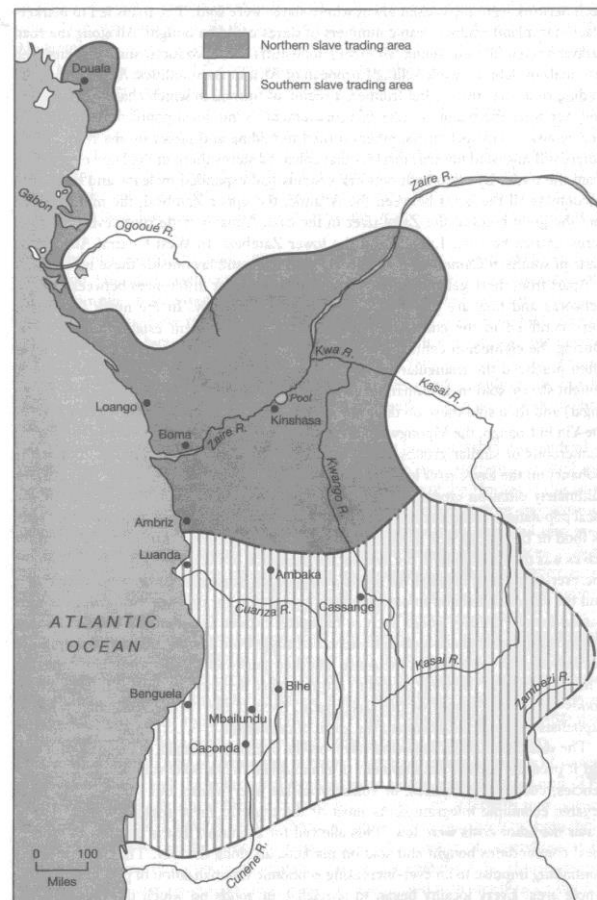 Northern slave trading area
Southern slave trading area
Douala
Gabon
Ogooué R.
Zaire R.
Kwa R.
Kasai R.
Pool
Loango
Kinshasa
Boma
Zaire R.
Kwango R.
Ambriz
Luanda
Ambaka
Cassange
Cuanza R.
ATLANTIC
OCEAN
Kasai R.
Zambezi R.
Bihe
Benguela
Mbailundu
Caconda
Cunene R.
0 100
Miles